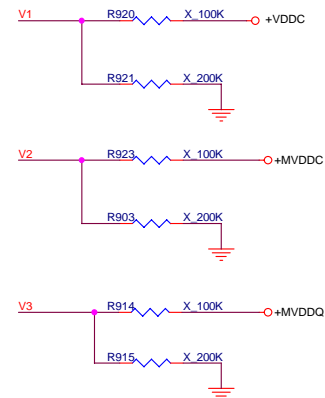 V1 R920 X_100K +VDDC
R921 X_200K
V2 R923 X_100K +MVDDC
R903 X_200K
V3 R914 X_100K +MVDDQ
R915 X_200K